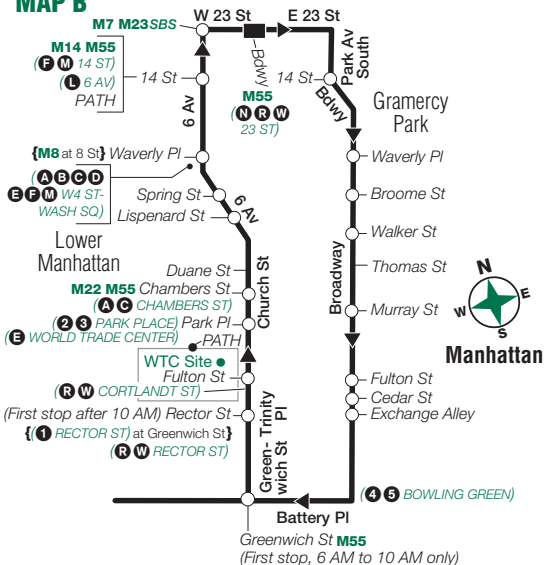 MAP B
M7 M23SBS
W 23 St
E 23 St
M14 M55
(F M 14 ST)
(L 6 AV)
PATH
14 St
6 Av
Bdwy
M55
(N R W
23 ST)
14 St
Bdwy
Park Av
South
Gramercy
Park
{M8 at 8 St} Waverly Pl
(A B C D
E F M W4 ST-
WASH SQ)
Spring St
6 Av
Lispenard St
Lower
Manhattan
Duane St
M22 M55 Chambers St
(A C CHAMBERS ST)
Church St
(2 3 PARK PLACE) Park Pl
(E WORLD TRADE CENTER)
PATH
WTC Site
Fulton St
(R W CORTLANDT ST)
(First stop after 10 AM) Rector St
{(1 RECTOR ST) at Greenwich St}
(R W RECTOR ST)
Trinity
Pl
Green-
wich St
Waverly Pl
Broome St
Walker St
Thomas St
Broadway
Murray St
Fulton St
Cedar St
Exchange Alley
(4 5 BOWLING GREEN)
Battery Pl
Greenwich St M55
(First stop, 6 AM to 10 AM only)
N
E
S
W
Manhattan